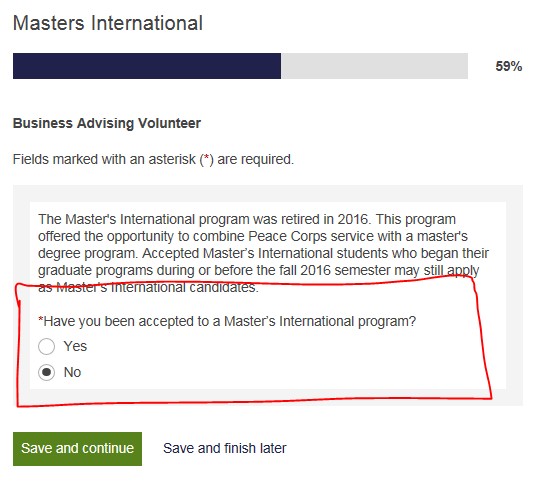 Masters International
59%
Business Advising Volunteer
Fields marked with an asterisk (*) are required.
The Master's International program was retired in 2016. This program
offered the opportunity to combine Peace Corps service with a master's
degree program. Accepted Master’s International students who began their
graduate programs during or before the fall 2016 semester may still apply
as Master's International candidates.
*Have you been accepted to a Master’s International program?
Yes
No
Save and continue Save and finish later